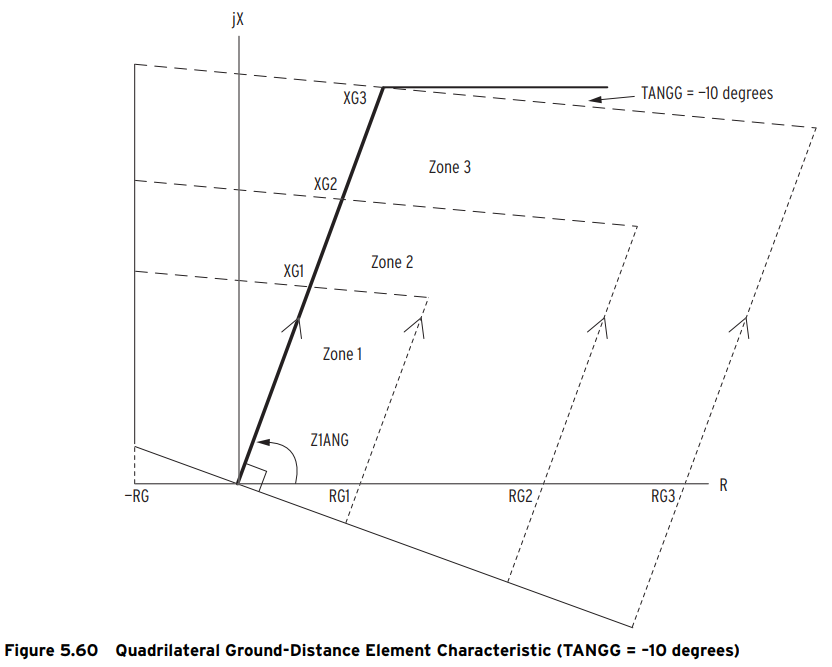 jX
XG3
TANGG = –10 degrees
Zone 3
XG2
XG1
Zone 2
Zone 1
Z1ANG
–RG
RG1
RG2
RG3
R
Figure 5.60 Quadrilateral Ground-Distance Element Characteristic (TANGG = –10 degrees)